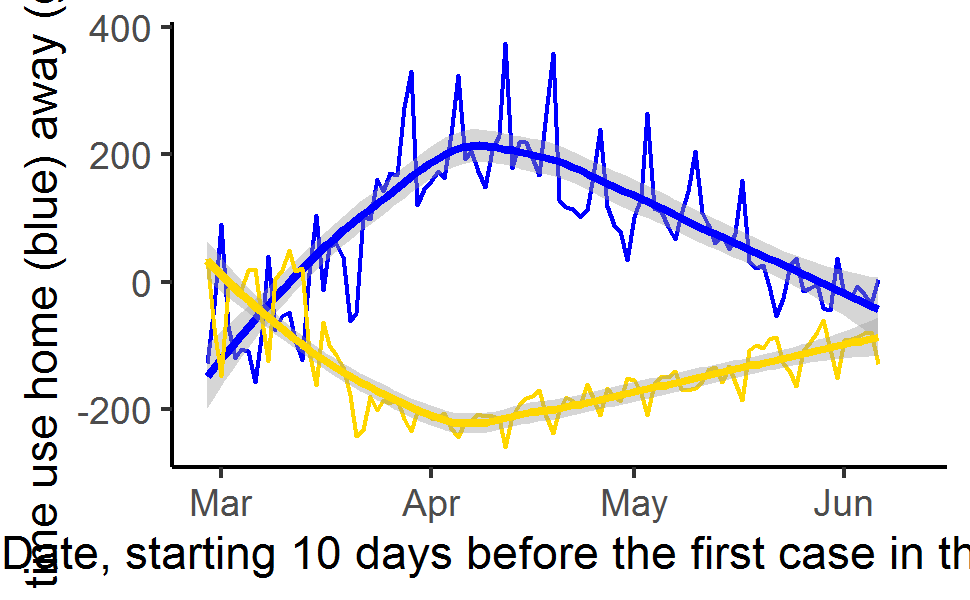 time use home (blue) away (
400
200
0
-200
Mar Apr May Jun
Date, starting 10 days before the first case in th